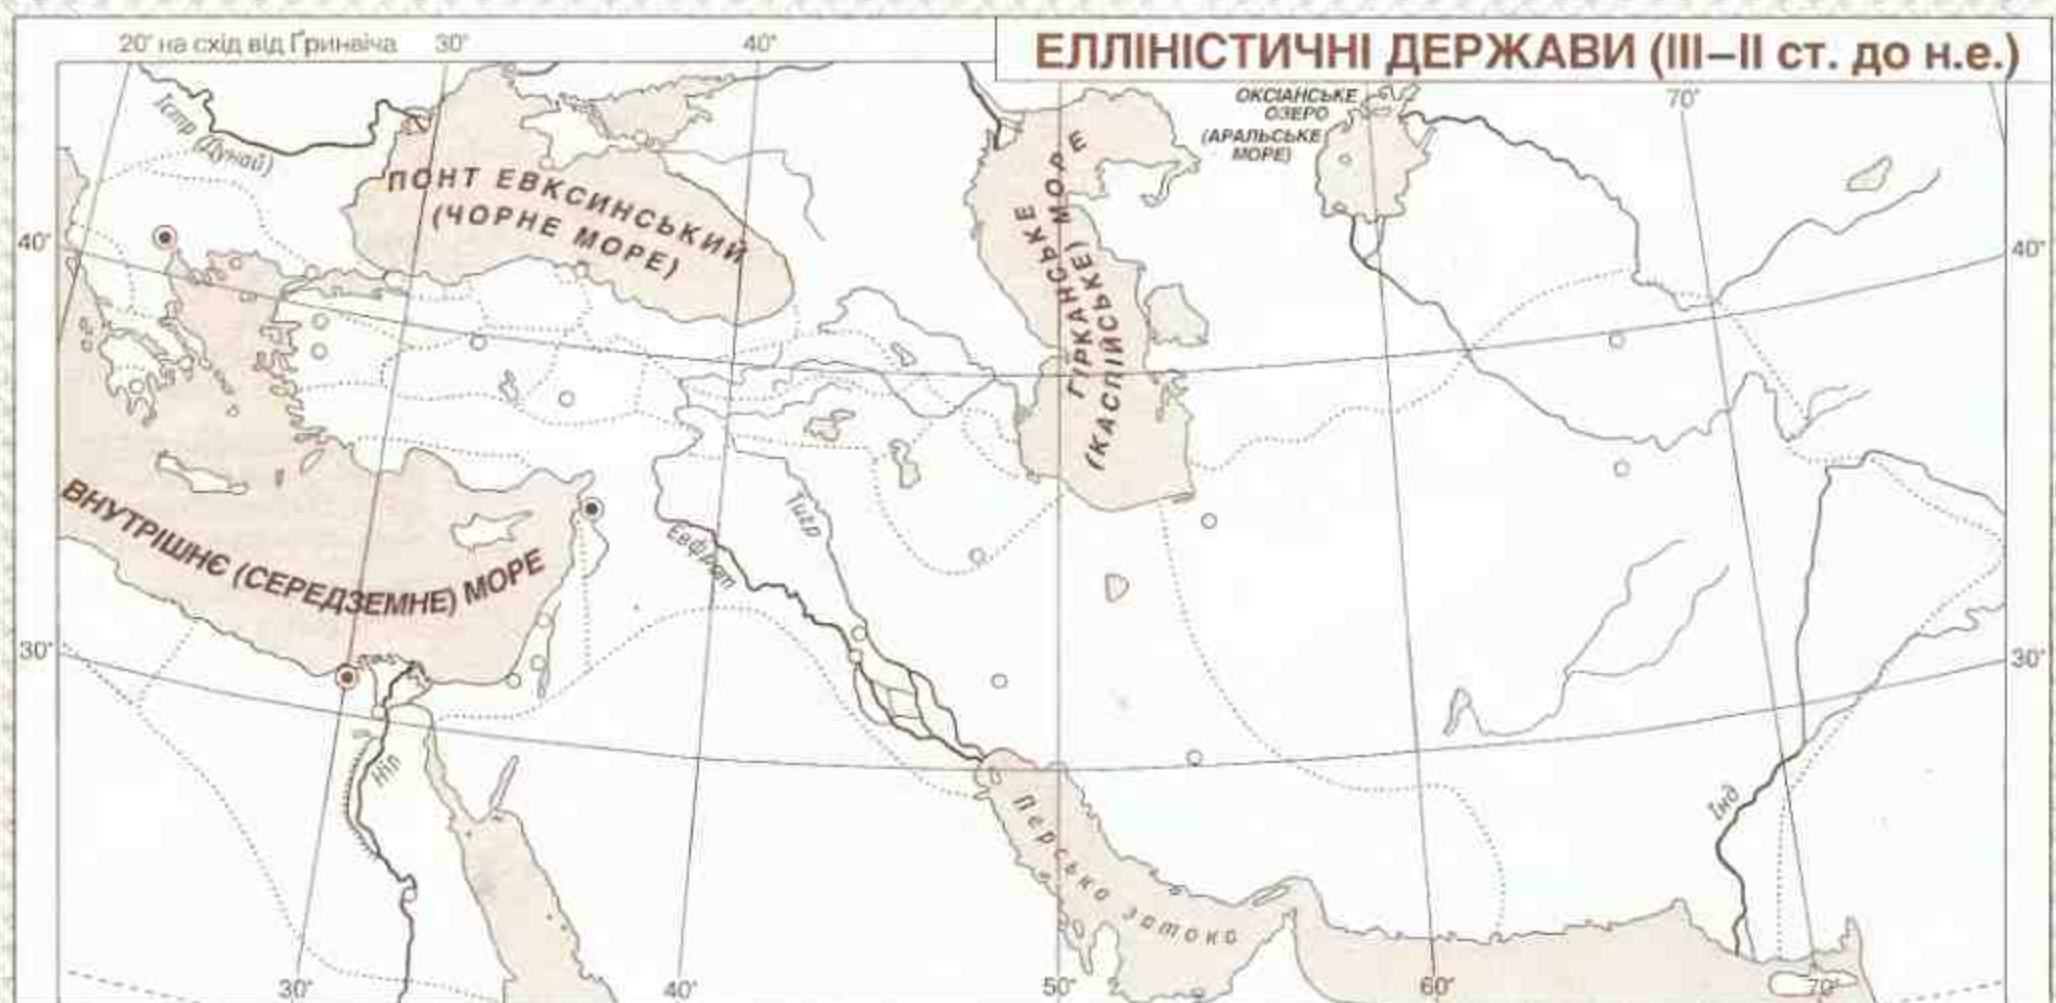 20° на схід від Ґринвіча
30°
40°
ЕЛЛІНІСТИЧНІ ДЕРЖАВИ (III–II ст. до н.е.)
70°
ОКСІАНСЬКЕ
ОЗЕРО
(АРАЛЬСЬКЕ
МОРЕ)
Істр (Дунай)
ПОНТ ЕВКСИНСЬКИЙ
(ЧОРНЕ МОРЕ)
ГІРКАНСЬКЕ
(КАСПІЙСЬКЕ) МОРЕ
40°
40°
ВНУТРІШНЄ (СЕРЕДЗЕМНЕ) МОРЕ
Тигр
Євфрат
30°
30°
Ніл
Інд
Перська затока
30°
40°
50°
60°
70°